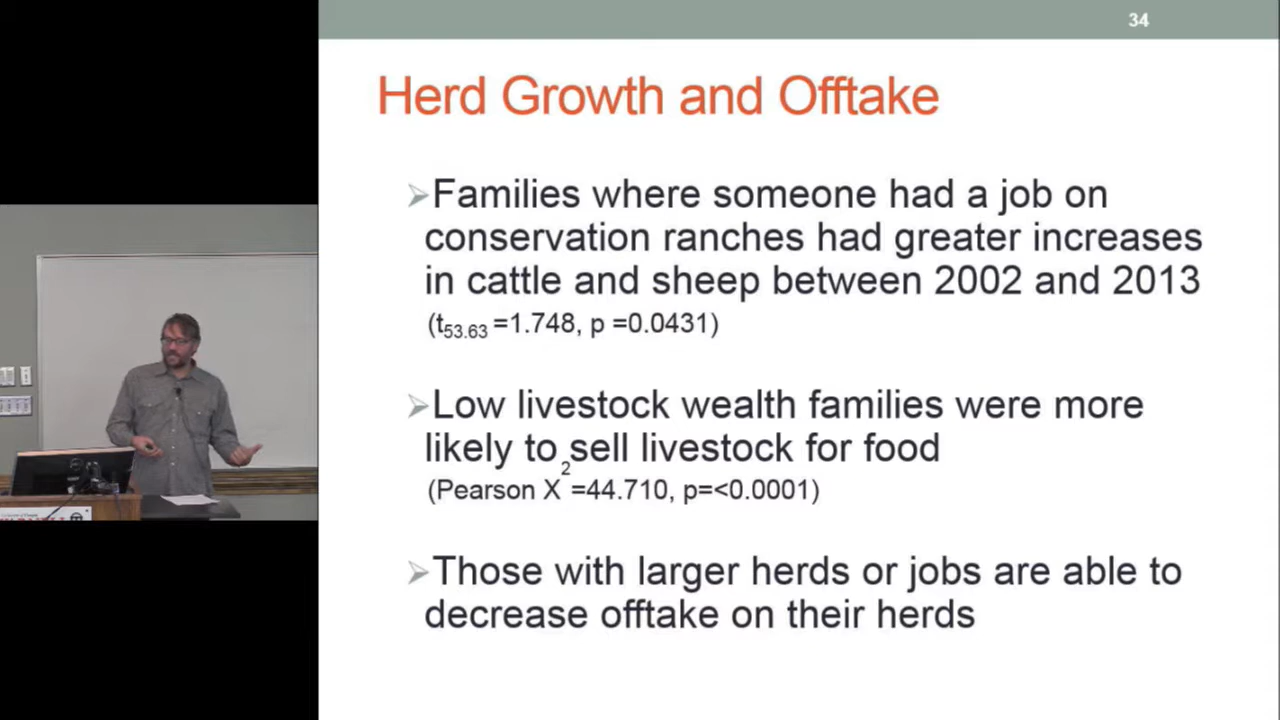 34
Herd Growth and Offtake
➢Families where someone had a job on
conservation ranches had greater increases
in cattle and sheep between 2002 and 2013
(t53.63 =1.748, p =0.0431)
➢Low livestock wealth families were more
likely to sell livestock for food
(Pearson X2=44.710, p=<0.0001)
➢Those with larger herds or jobs are able to
decrease offtake on their herds